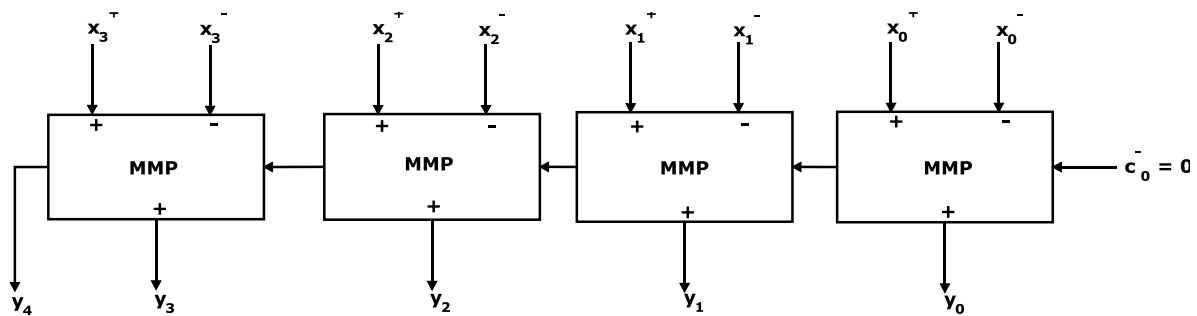 x₃⁺ x₃⁻ x₂⁺ x₂⁻ x₁⁺ x₁⁻ x₀⁺ x₀⁻
+ - + - + - + -
MMP MMP MMP MMP c₀⁻ = 0
+ + + +
y₄ y₃ y₂ y₁ y₀